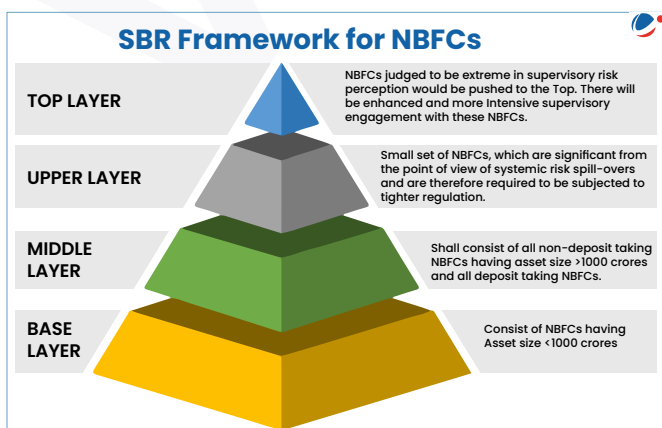 SBR Framework for NBFCs
TOP LAYER
NBFCs judged to be extreme in supervisory risk
perception would be pushed to the Top. There will
be enhanced and more Intensive supervisory
engagement with these NBFCs.
UPPER LAYER
Small set of NBFCs, which are significant from
the point of view of systemic risk spill-overs
and are therefore required to be subjected to
tighter regulation.
MIDDLE
LAYER
Shall consist of all non-deposit taking
NBFCs having asset size >1000 crores
and all deposit taking NBFCs.
BASE
LAYER
Consist of NBFCs having
Asset size <1000 crores